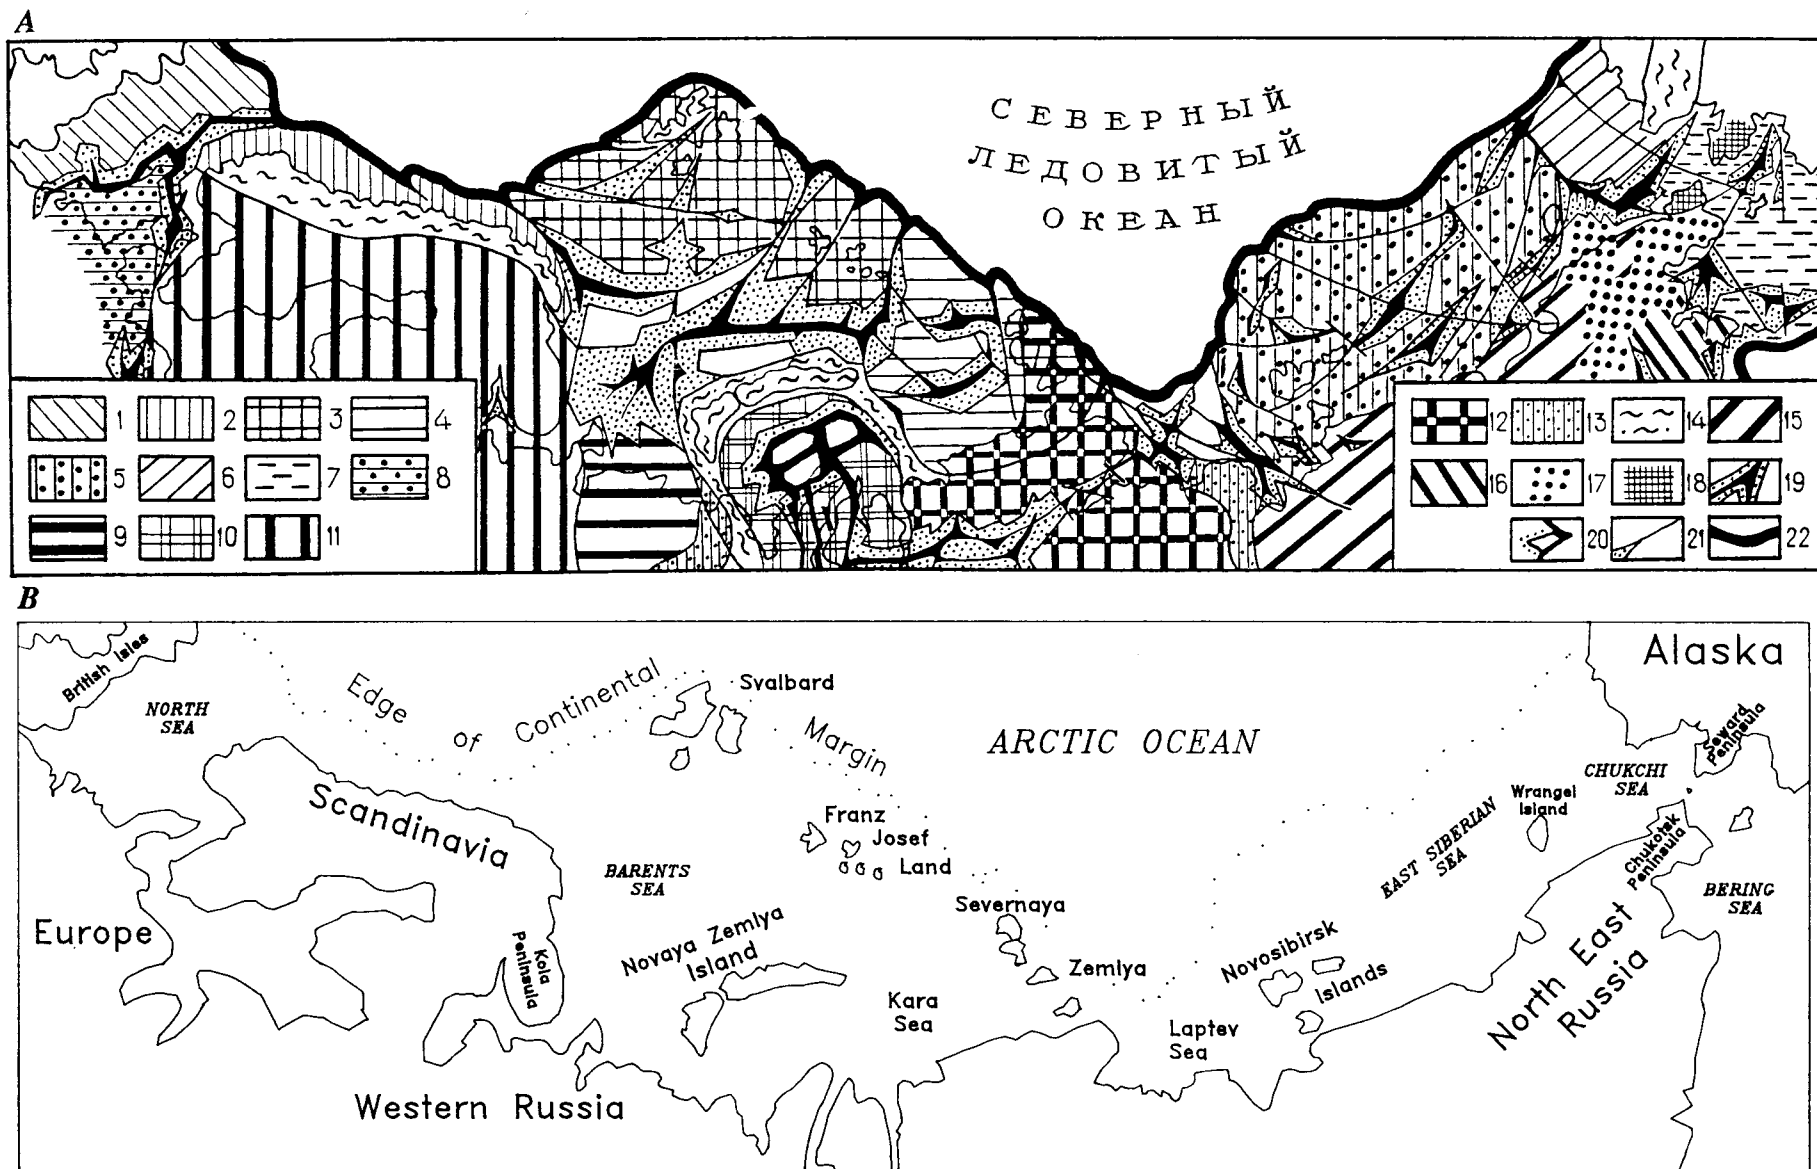 A
СЕВЕРНЫЙ
ЛЕДОВИТЫЙ
ОКЕАН
1 2 3 4
5 6 7 8
9 10 11
12 13 14 15
16 17 18 19
20 21 22
B
British Isles
NORTH
SEA
Edge of Continental Margin
Svalbard
ARCTIC OCEAN
Alaska
Seward
Peninsula
CHUKCHI
SEA
Wrangel
Island
Chukotsk
Peninsula
BERING
SEA
EAST SIBERIAN
SEA
Scandinavia
Franz
Josef
Land
BARENTS
SEA
Europe
Kola
Peninsula
Novaya Zemlya
Island
Severnaya
Zemlya
Kara
Sea
Laptev
Sea
Novosibirsk
Islands
North East
Russia
Western Russia